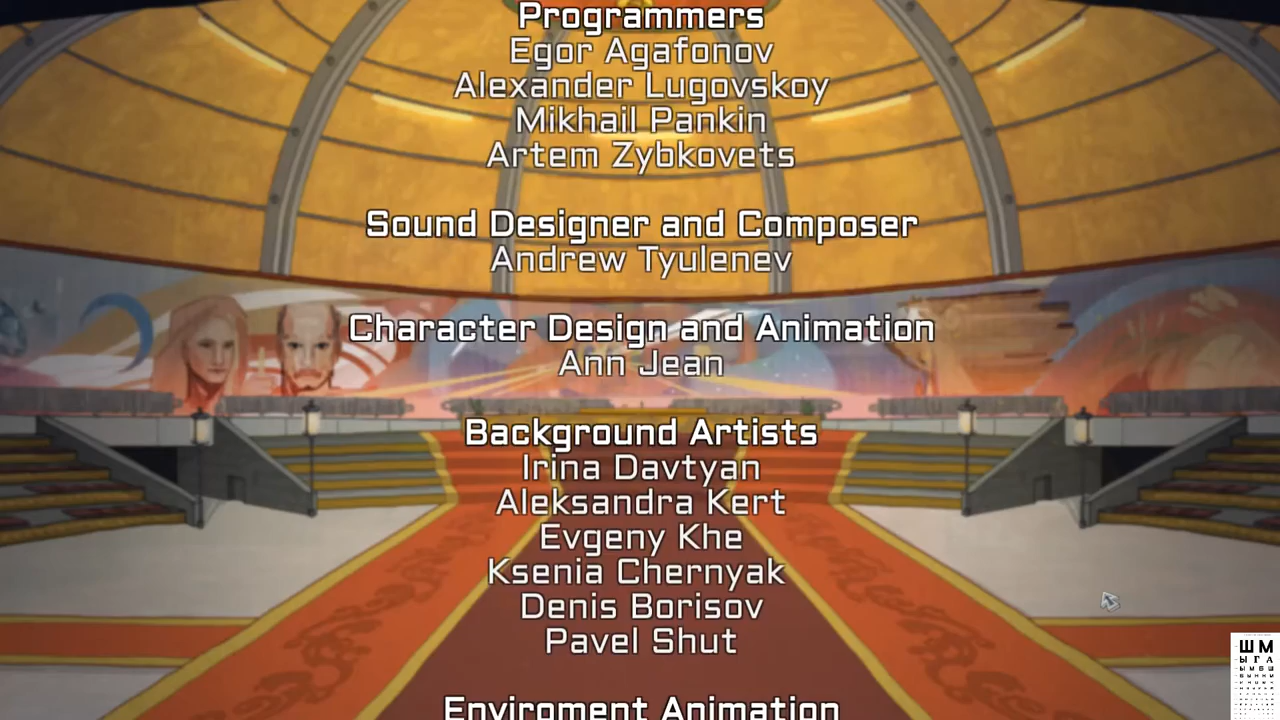 Programmers
Egor Agafonov
Alexander Lugovskoy
Mikhail Pankin
Artem Zybkovets
Sound Designer and Composer
Andrew Tyulenev
Character Design and Animation
Ann Jean
Background Artists
Irina Davtyan
Aleksandra Kert
Evgeny Khe
Ksenia Chernyak
Denis Borisov
Pavel Shut
Enviroment Animation
Ш М
Ы Г А
Ы М Б Ш
Б Ы Н К И